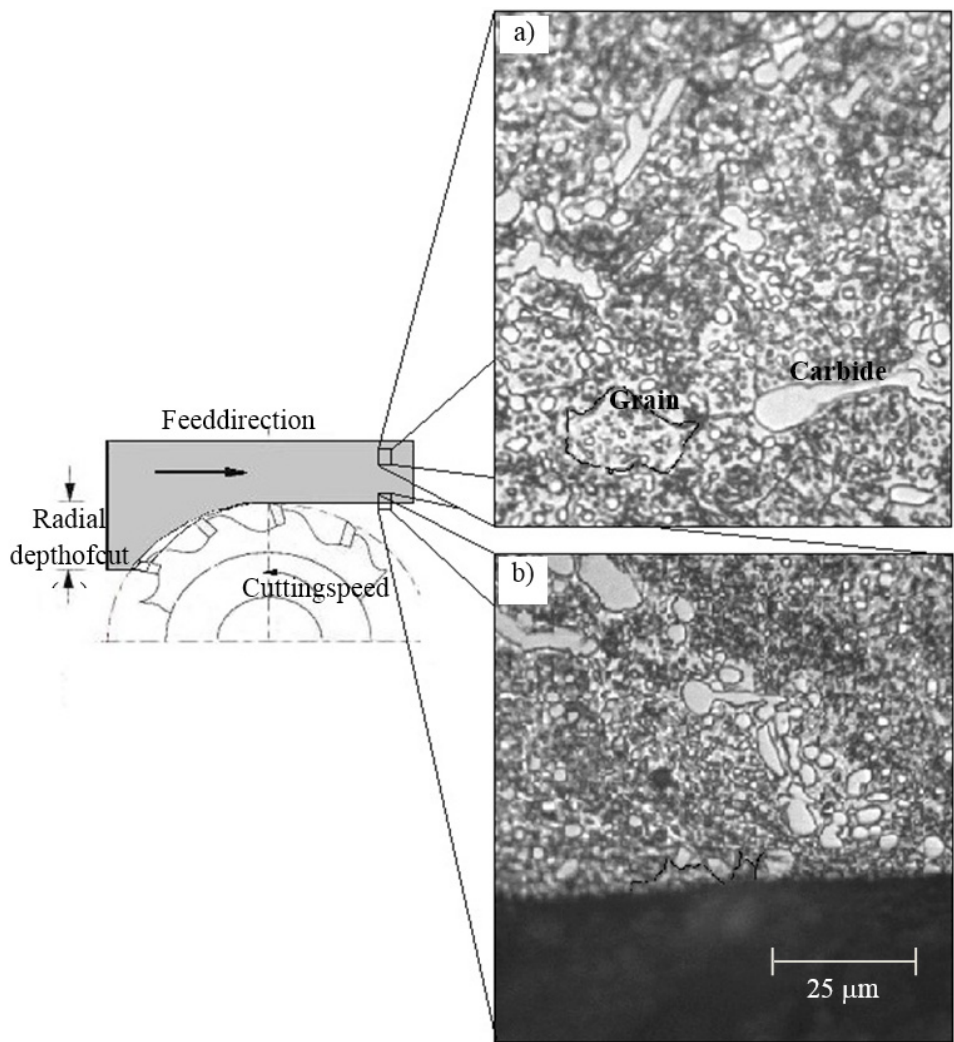 a)
Carbide
Grain
Feeddirection
Radial
depthofcut
Cuttingspeed
b)
25 µm